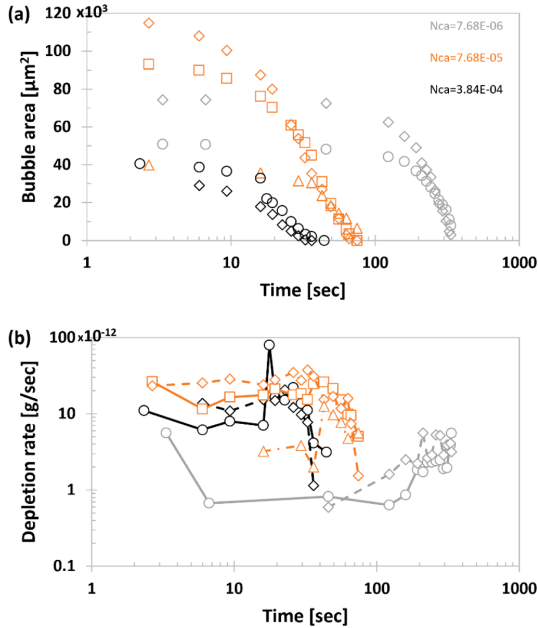 (a)
120
x10³
100
80
60
40
20
0
Bubble area [µm²]
Nca=7.68E-06
Nca=7.68E-05
Nca=3.84E-04
1 10 100 1000
Time [sec]
(b)
100
x10⁻¹²
10
1
0.1
Depletion rate [g/sec]
1 10 100 1000
Time [sec]